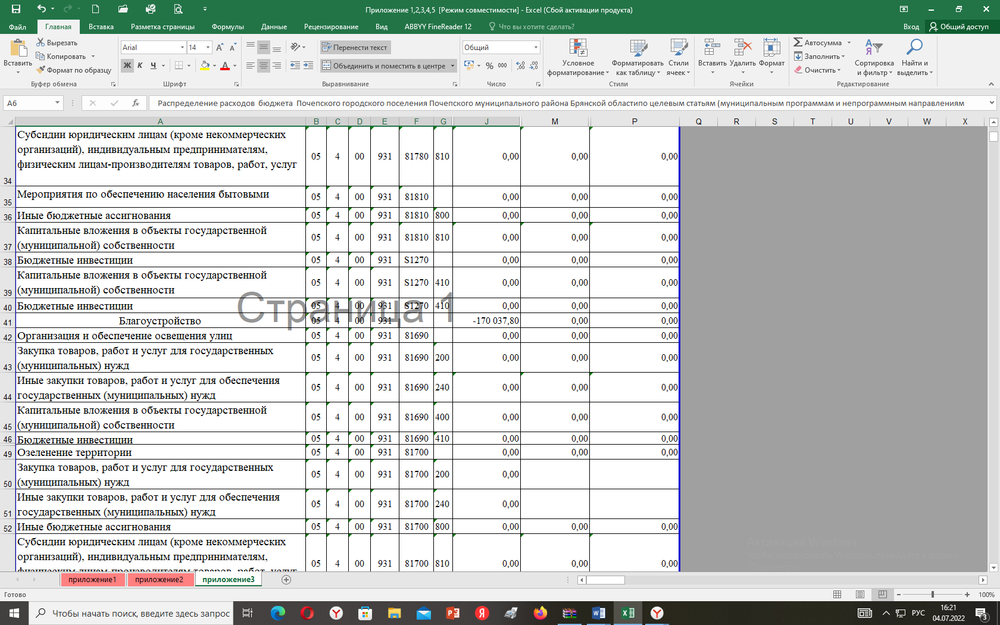 Приложение 1,2,3,4,5 [Режим совместимости] - Excel (Сбой активации продукта)
Файл Главная Вставка Разметка страницы Формулы Данные Рецензирование Вид ABBYY FineReader 12 Что вы хотите сделать? Вход Общий доступ
Вставить
Вырезать
Копировать
Формат по образцу
Буфер обмена
Arial 14
Ж К Ч
Шрифт
Перенести текст
Объединить и поместить в центре
Выравнивание
Общий
% 000
Число
Условное форматирование
Форматировать как таблицу
Стили ячеек
Стили
Вставить Удалить Формат
Ячейки
Автосумма
Заполнить
Очистить
Сортировка и фильтр
Найти и выделить
Редактирование
A6 fx Распределение расходов бюджета Почепского городского поселения Почепского муниципального района Брянской областипо целевым статьям (муниципальным программам и непрограммным направлениям
A B C D E F G J M P Q R S T U V W X
Субсидии юридическим лицам (кроме некоммерческих
организаций), индивидуальным предпринимателям,
физическим лицам-производителям товаров, работ, услуг
34 05 4 00 931 81780 810 0,00 0,00 0,00
35 Мероприятия по обеспечению населения бытовыми 05 4 00 931 81810 0,00 0,00 0,00
36 Иные бюджетные ассигнования 05 4 00 931 81810 800 0,00 0,00 0,00
Капитальные вложения в объекты государственной
37 (муниципальной) собственности 05 4 00 931 81810 810 0,00 0,00 0,00
38 Бюджетные инвестиции 05 4 00 931 S1270 0,00 0,00 0,00
Капитальные вложения в объекты государственной
39 (муниципальной) собственности 05 4 00 931 S1270 410 0,00 0,00 0,00
40 Бюджетные инвестиции 05 4 00 931 S1270 410 0,00 0,00 0,00
Страница 1
41 Благоустройство 05 4 00 931 -170 037,80 0,00 0,00
42 Организация и обеспечение освещения улиц 05 4 00 931 81690 0,00 0,00 0,00
Закупка товаров, работ и услуг для государственных
43 (муниципальных) нужд 05 4 00 931 81690 200 0,00 0,00 0,00
Иные закупки товаров, работ и услуг для обеспечения
44 государственных (муниципальных) нужд 05 4 00 931 81690 240 0,00 0,00 0,00
Капитальные вложения в объекты государственной
45 (муниципальной) собственности 05 4 00 931 81690 400 0,00 0,00 0,00
46 Бюджетные инвестиции 05 4 00 931 81690 410 0,00 0,00 0,00
49 Озеленение территории 05 4 00 931 81700 0,00 0,00 0,00
Закупка товаров, работ и услуг для государственных
50 (муниципальных) нужд 05 4 00 931 81700 200 0,00
Иные закупки товаров, работ и услуг для обеспечения
51 государственных (муниципальных) нужд 05 4 00 931 81700 240 0,00
52 Иные бюджетные ассигнования 05 4 00 931 81700 800 0,00 0,00 0,00
Субсидии юридическим лицам (кроме некоммерческих
организаций), индивидуальным предпринимателям,
физическим лицам-производителям товаров, работ, услуг
05 4 00 931 81700 810 0,00 0,00 0,00
Активация Windows
приложение1 приложение2 приложение3
Готово 100%
Чтобы начать поиск, введите здесь запрос
РУС 16:21
04.07.2022
3